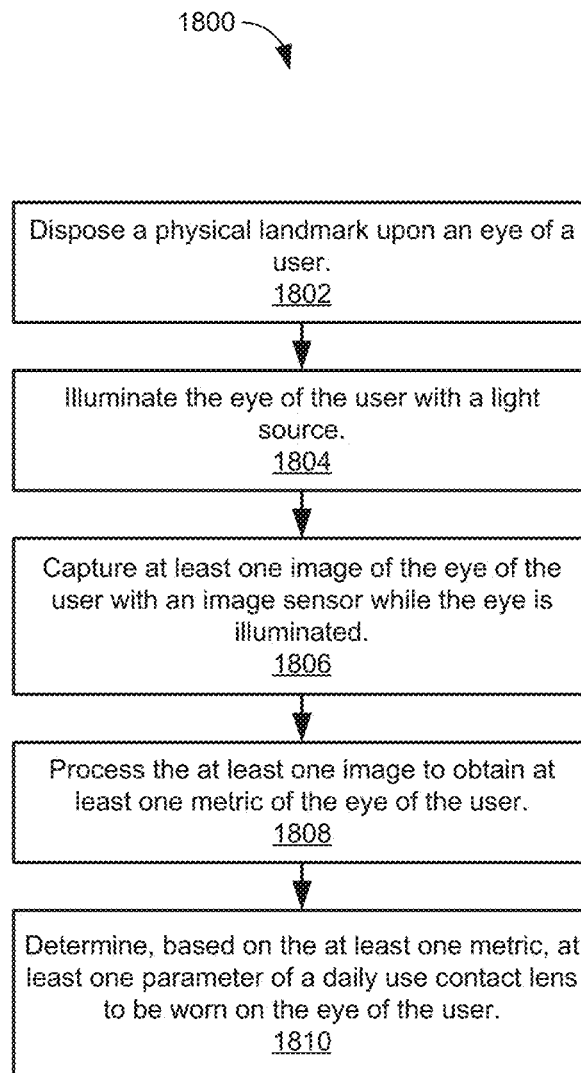 1800
Dispose a physical landmark upon an eye of a
user.
1802
Illuminate the eye of the user with a light
source.
1804
Capture at least one image of the eye of the
user with an image sensor while the eye is
illuminated.
1806
Process the at least one image to obtain at
least one metric of the eye of the user.
1808
Determine, based on the at least one metric, at
least one parameter of a daily use contact lens
to be worn on the eye of the user.
1810